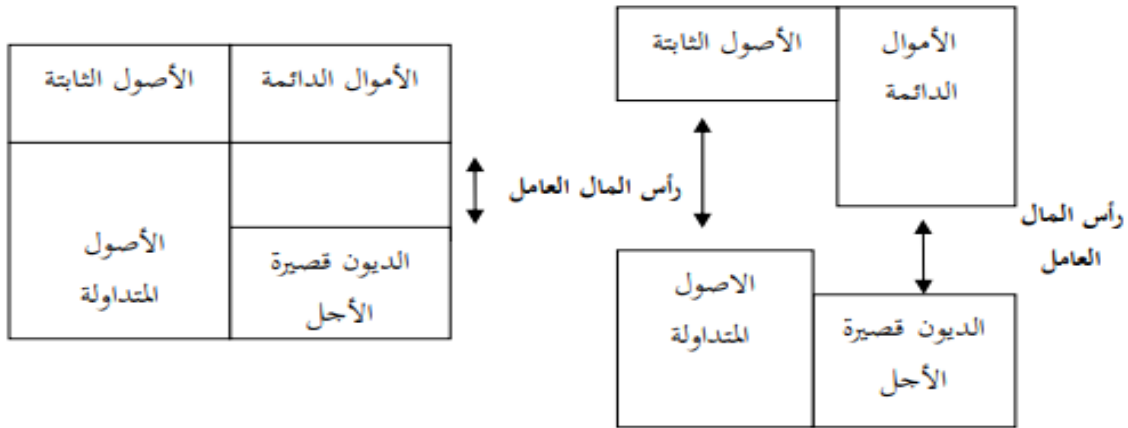 الأموال
الدائمة
الأصول الثابتة
رأس المال
العامل
الاصول
المتداولة
الديون قصيرة
الأجل
رأس المال العامل
الأموال الدائمة
الأصول الثابتة
الديون قصيرة
الأجل
الأصول
المتداولة